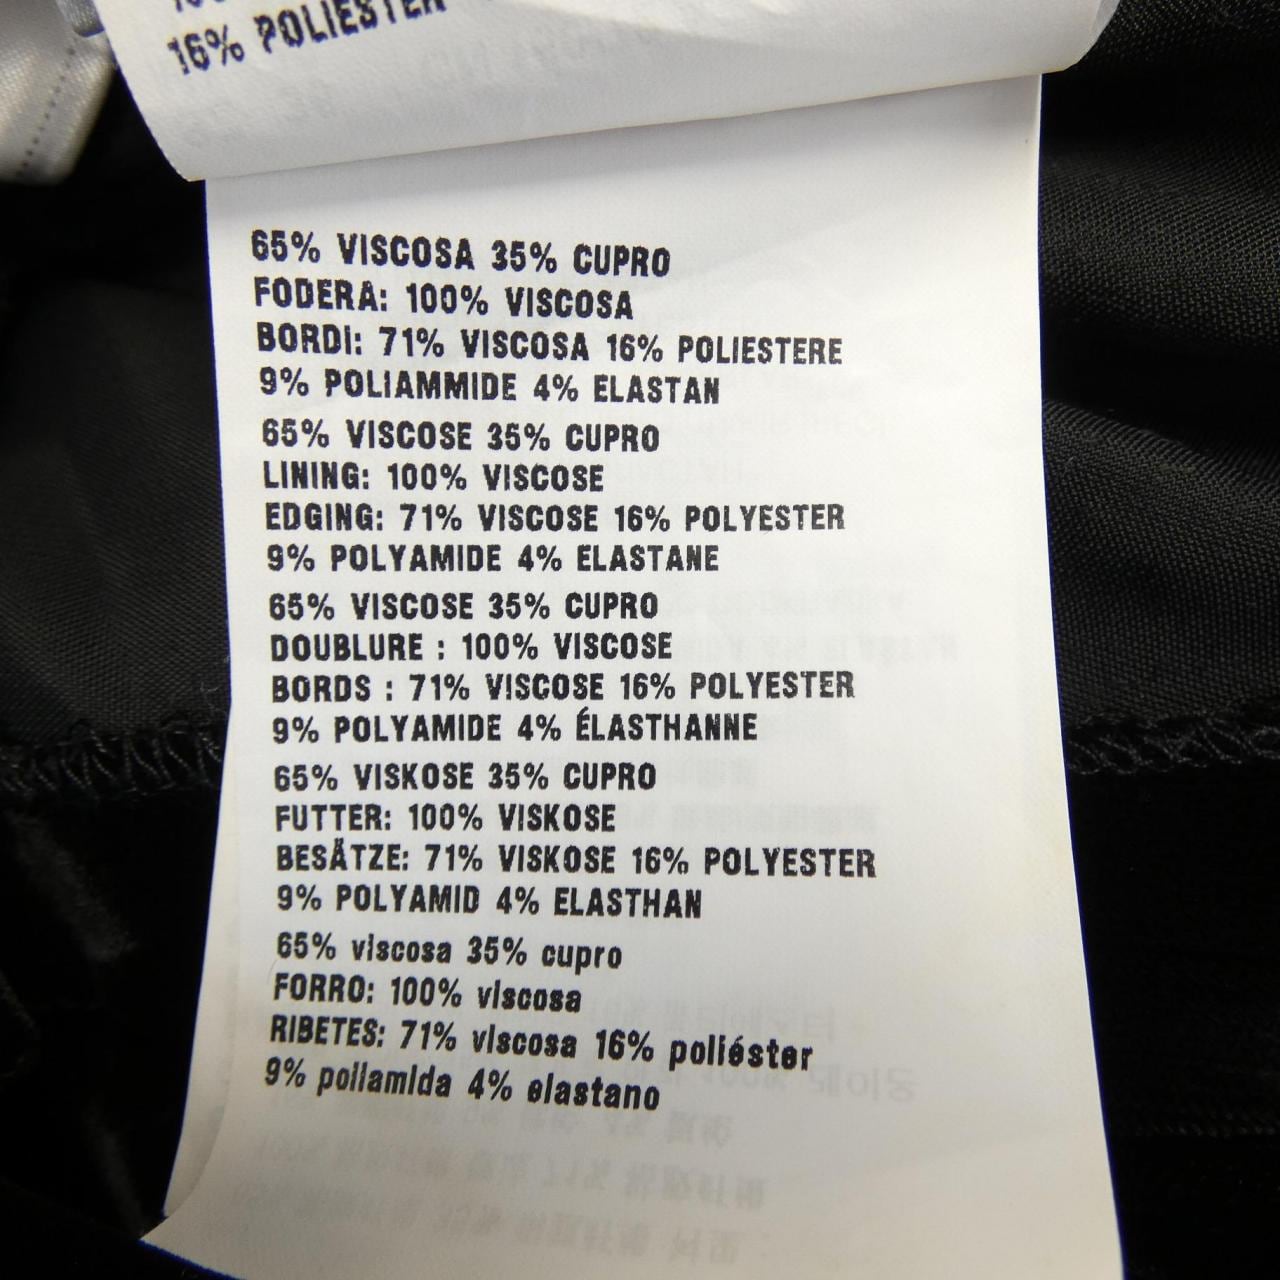 16% POLIESTER
65% VISCOSA 35% CUPRO
FODERA: 100% VISCOSA
BORDI: 71% VISCOSA 16% POLIESTERE
9% POLIAMMIDE 4% ELASTAN
65% VISCOSE 35% CUPRO
LINING: 100% VISCOSE
EDGING: 71% VISCOSE 16% POLYESTER
9% POLYAMIDE 4% ELASTANE
65% VISCOSE 35% CUPRO
DOUBLURE : 100% VISCOSE
BORDS : 71% VISCOSE 16% POLYESTER
9% POLYAMIDE 4% ÉLASTHANNE
65% VISKOSE 35% CUPRO
FUTTER: 100% VISKOSE
BESÄTZE: 71% VISKOSE 16% POLYESTER
9% POLYAMID 4% ELASTHAN
65% viscosa 35% cupro
FORRO: 100% viscosa
RIBETES: 71% viscosa 16% poliéster
9% poliamida 4% elastano